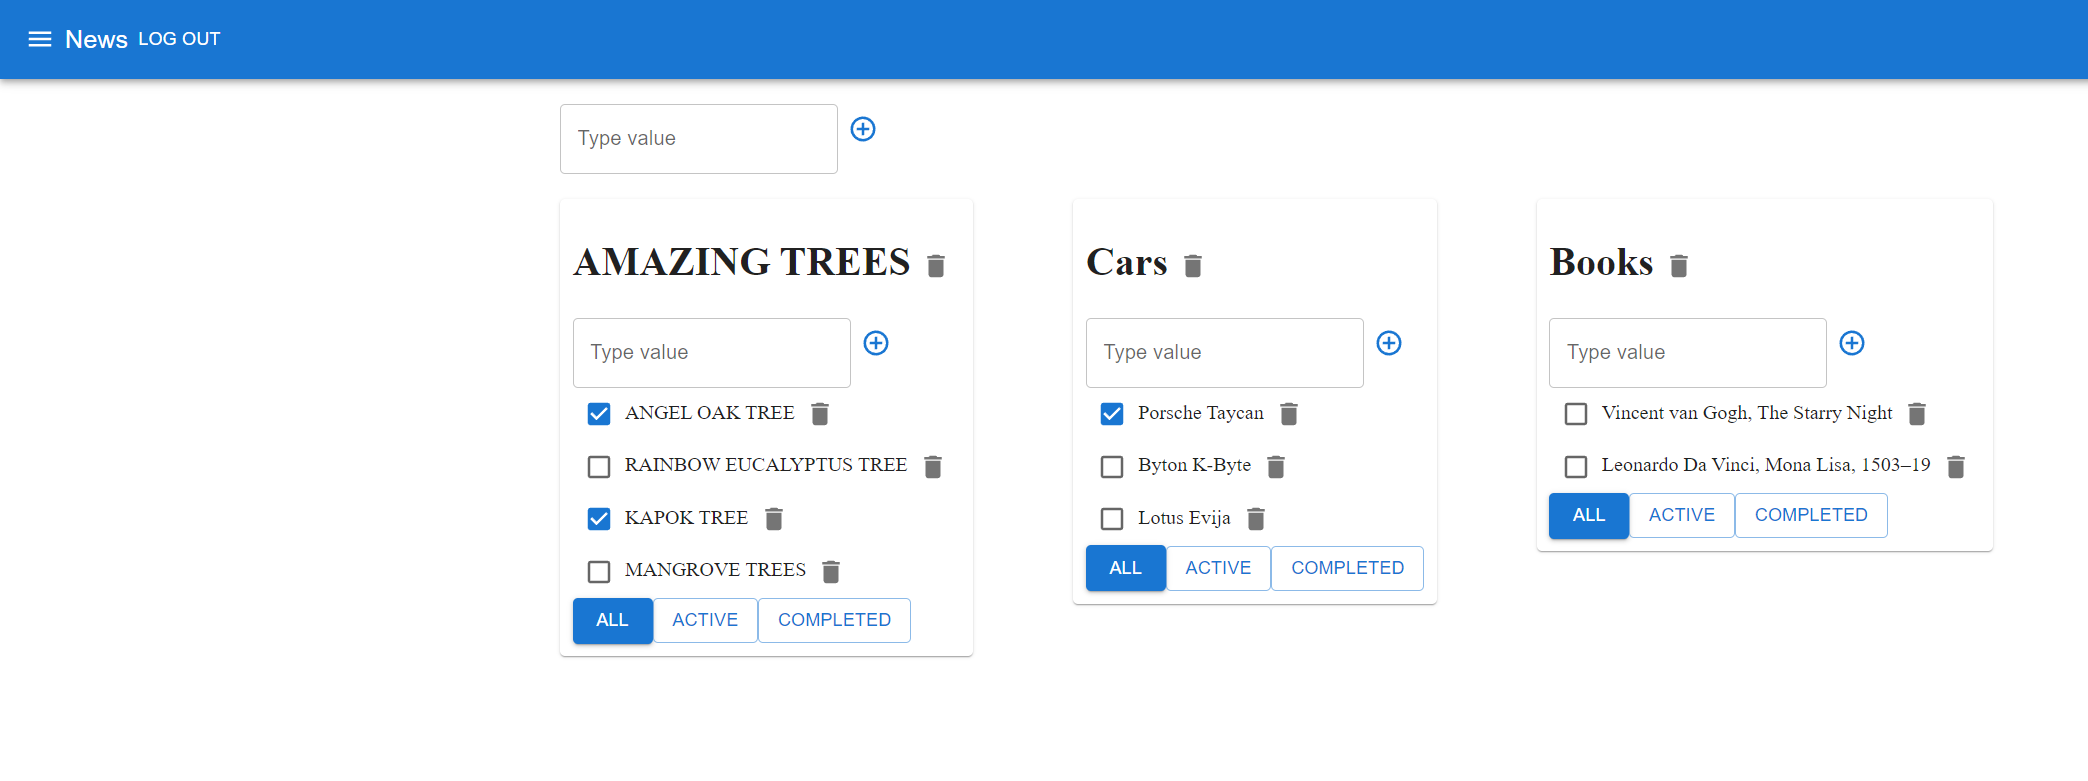 News LOG OUT
Type value
AMAZING TREES
Type value
ANGEL OAK TREE
RAINBOW EUCALYPTUS TREE
KAPOK TREE
MANGROVE TREES
ALL ACTIVE COMPLETED
Cars
Type value
Porsche Taycan
Byton K-Byte
Lotus Evija
ALL ACTIVE COMPLETED
Books
Type value
Vincent van Gogh, The Starry Night
Leonardo Da Vinci, Mona Lisa, 1503–19
ALL ACTIVE COMPLETED